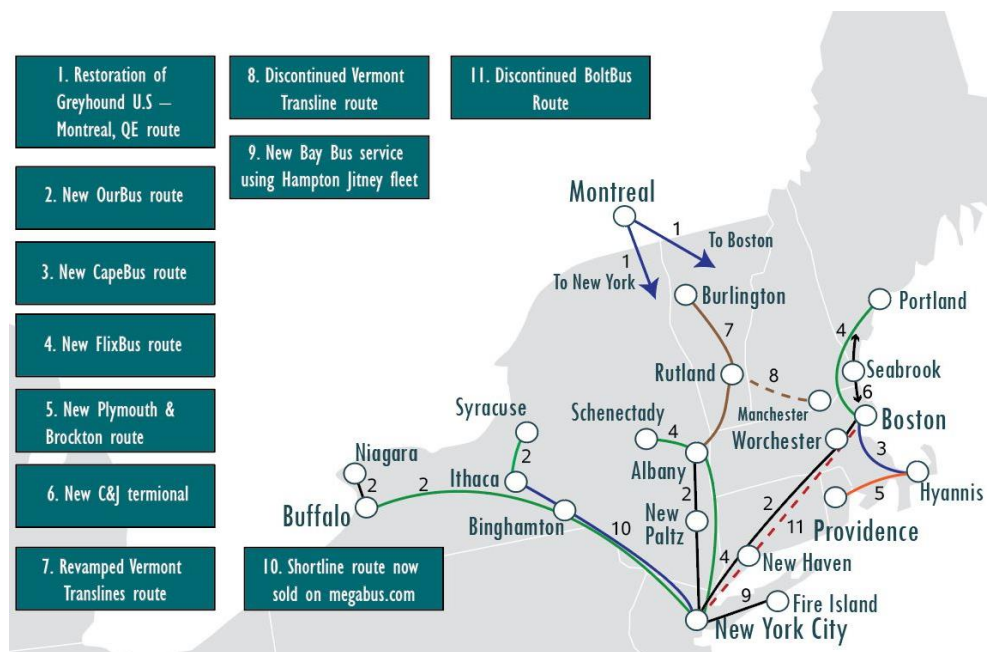 1. Restoration of
Greyhound U.S –
Montreal, QE route
2. New OurBus route
3. New CapeBus route
4. New FlixBus route
5. New Plymouth &
Brockton route
6. New C&J termional
7. Revamped Vermont
Translines route
8. Discontinued Vermont
Transline route
9. New Bay Bus service
using Hampton Jitney fleet
10. Shortline route now
sold on megabus.com
11. Discontinued BoltBus
Route
Montreal
1
To Boston
1
To New York
Burlington
Portland
7
4
Rutland
8
Seabrook
6
Manchester
Syracuse
Schenectady
4
Boston
Worchester
Niagara
2
Albany
3
2
2
Ithaca
Hyannis
5
Buffalo
Binghamton
10
2
New
Paltz
2
11
Providence
4
New Haven
9
Fire Island
New York City